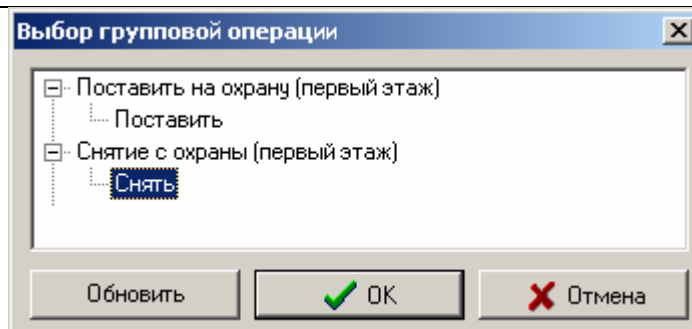 Выбор групповой операции
Поставить на охрану (первый этаж)
Поставить
Снятие с охраны (первый этаж)
Снять
Обновить OK Отмена